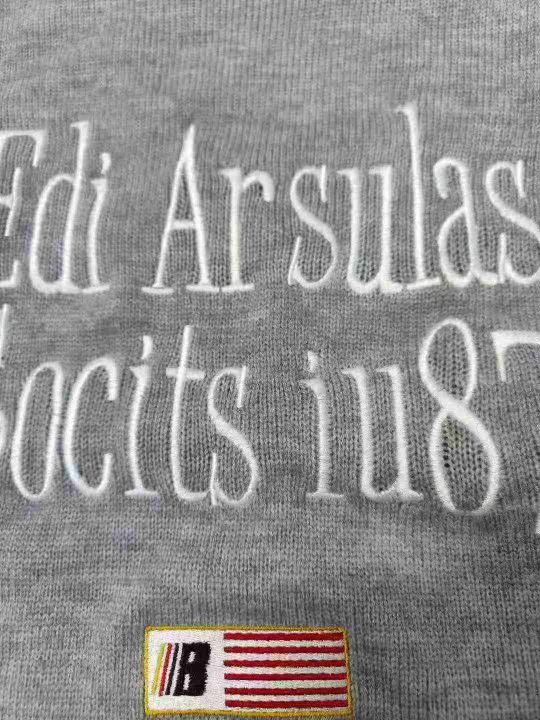 Edi Arsulas
socits iu87
B